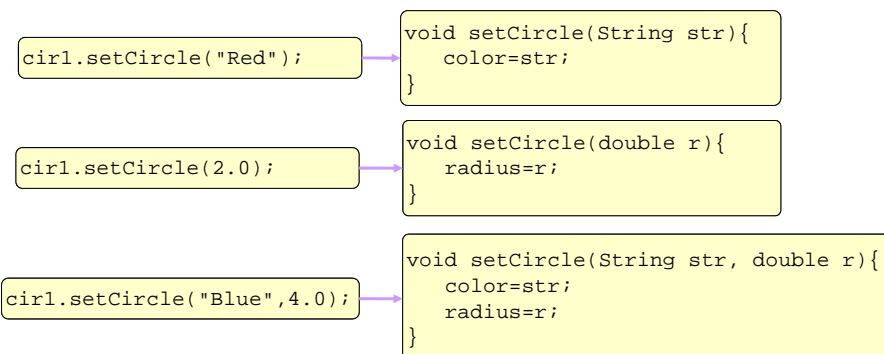 cir1.setCircle("Red");
void setCircle(String str){
color=str;
}
cir1.setCircle(2.0);
void setCircle(double r){
radius=r;
}
cir1.setCircle("Blue",4.0);
void setCircle(String str, double r){
color=str;
radius=r;
}